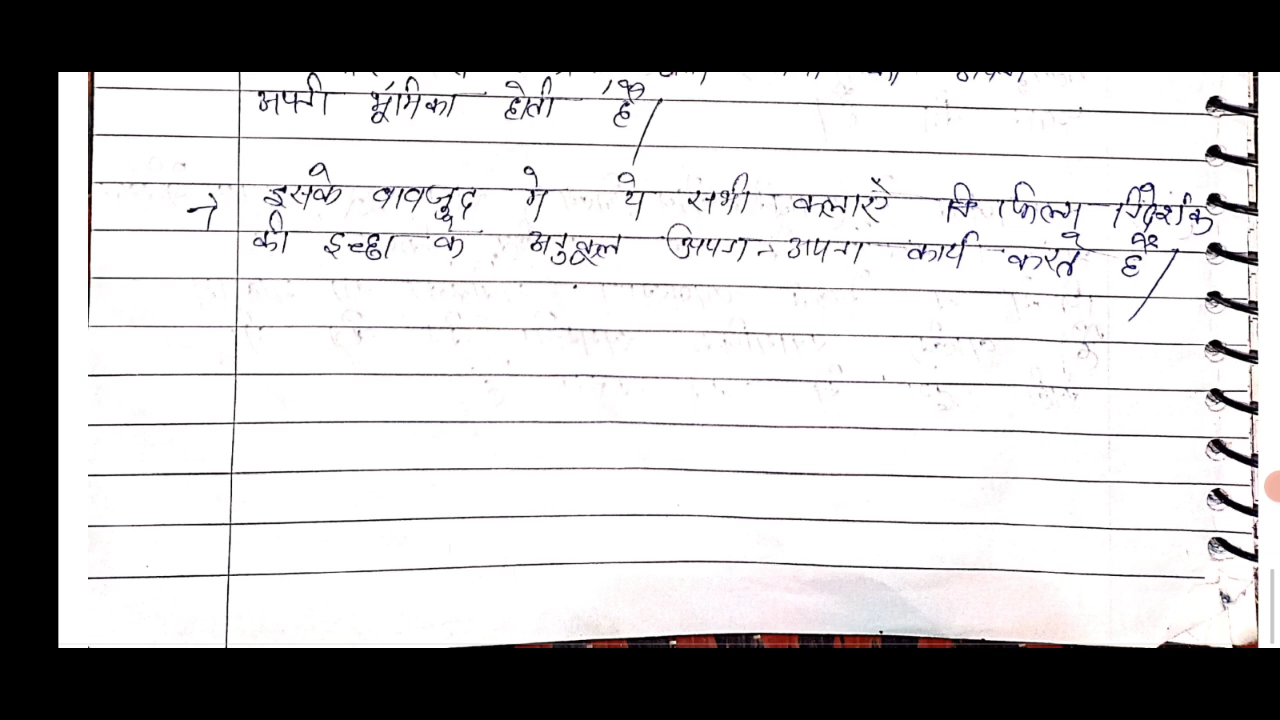 अपनी भूमिका होती है/
→ इसके वावजूद मे ये सभी कलाएँ फिल्म निर्देशक
की इच्छा के अनुकूल अपना-अपना कार्य करते है/